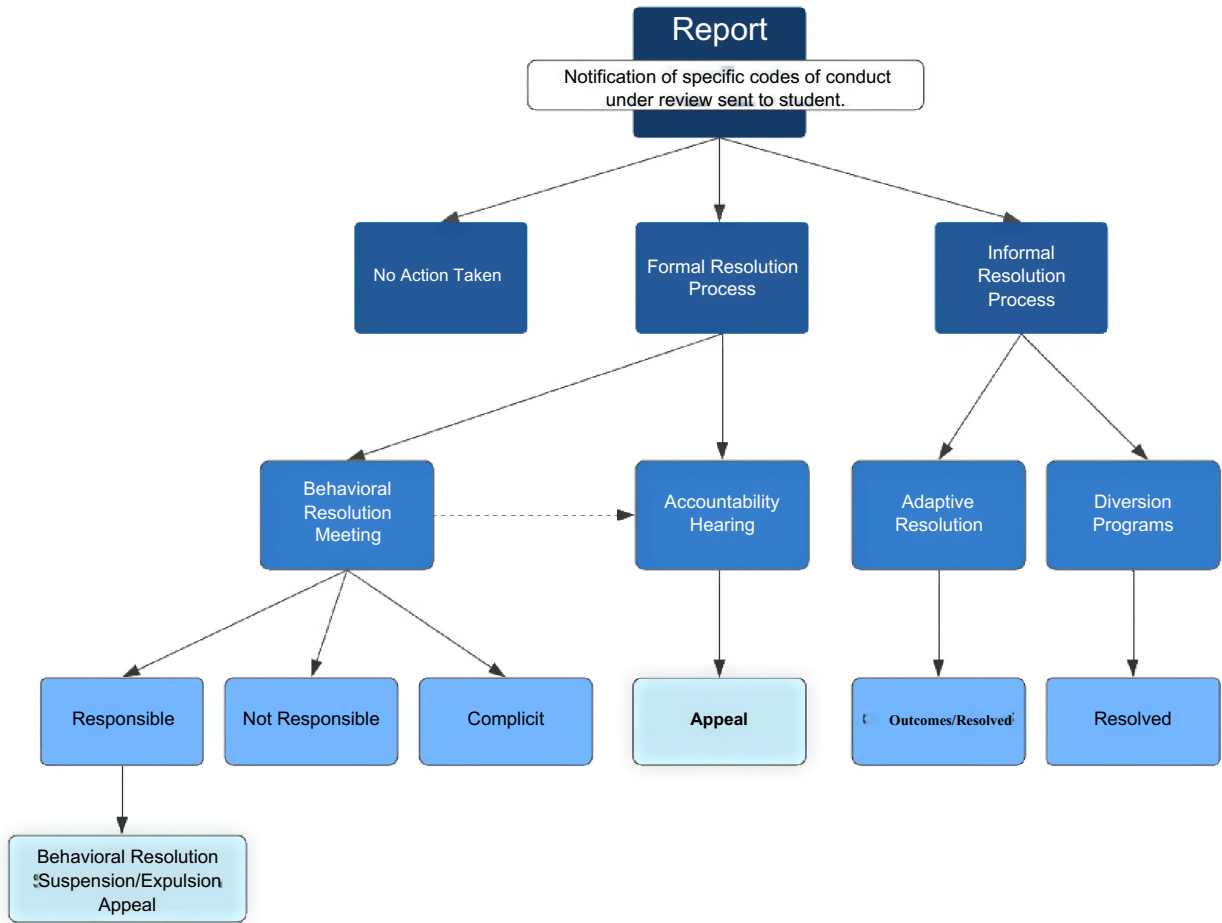 Report
Notification of specific codes of conduct
under review sent to student.
No Action Taken
Formal Resolution
Process
Informal
Resolution
Process
Behavioral
Resolution
Meeting
Accountability
Hearing
Adaptive
Resolution
Diversion
Programs
Responsible
Not Responsible
Complicit
Appeal
Outcomes/Resolved
Resolved
Behavioral Resolution
Suspension/Expulsion
Appeal